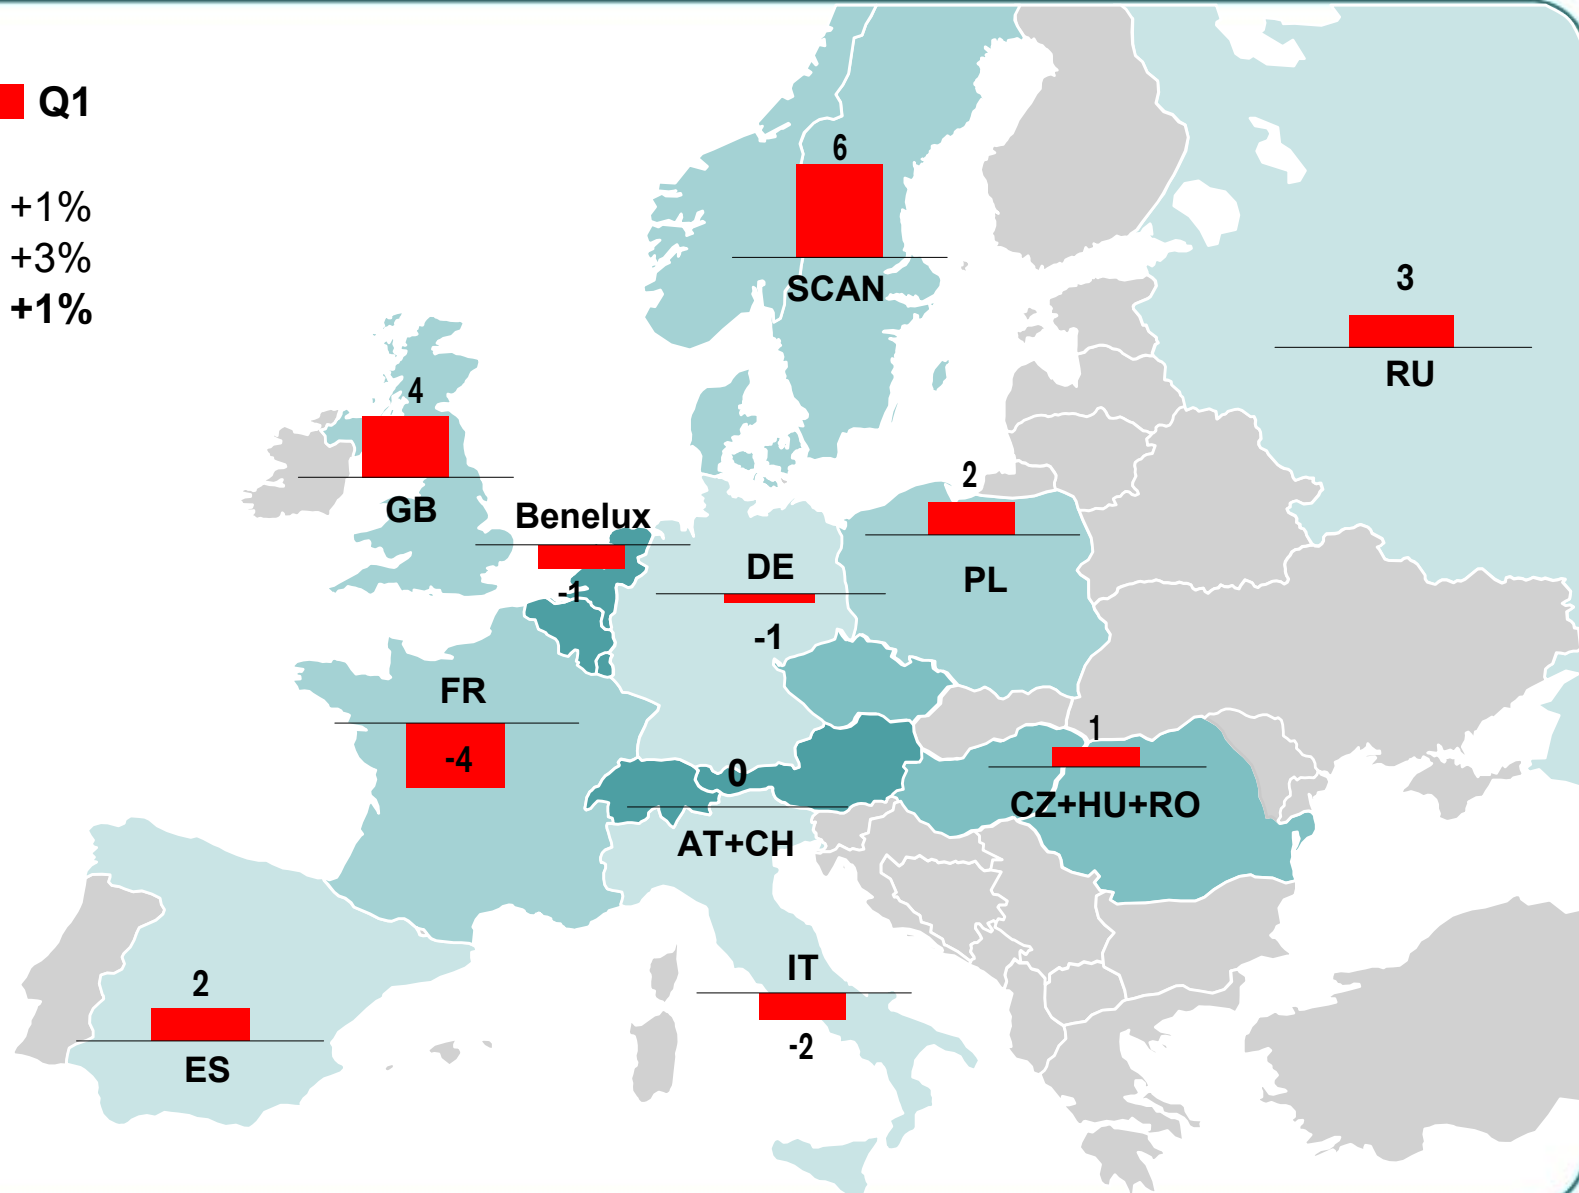 Q1
+1%
+3%
+1%
6
SCAN
3
RU
4
GB
Benelux
-1
2
PL
DE
-1
FR
-4
1
CZ+HU+RO
0
AT+CH
2
ES
IT
-2